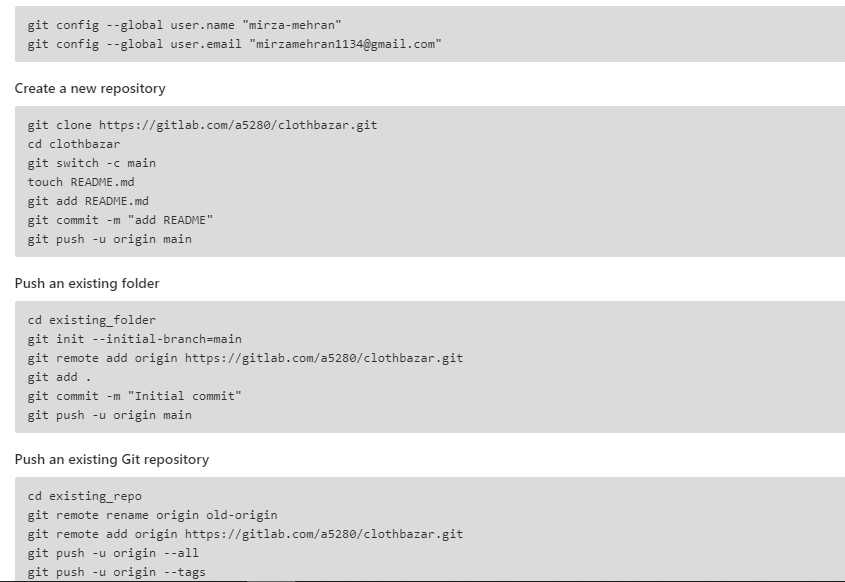 git config --global user.name "mirza-mehran"
git config --global user.email "mirzamehran1134@gmail.com"
Create a new repository
git clone https://gitlab.com/a5280/clothbazar.git
cd clothbazar
git switch -c main
touch README.md
git add README.md
git commit -m "add README"
git push -u origin main
Push an existing folder
cd existing_folder
git init --initial-branch=main
git remote add origin https://gitlab.com/a5280/clothbazar.git
git add .
git commit -m "Initial commit"
git push -u origin main
Push an existing Git repository
cd existing_repo
git remote rename origin old-origin
git remote add origin https://gitlab.com/a5280/clothbazar.git
git push -u origin --all
git push -u origin --tags